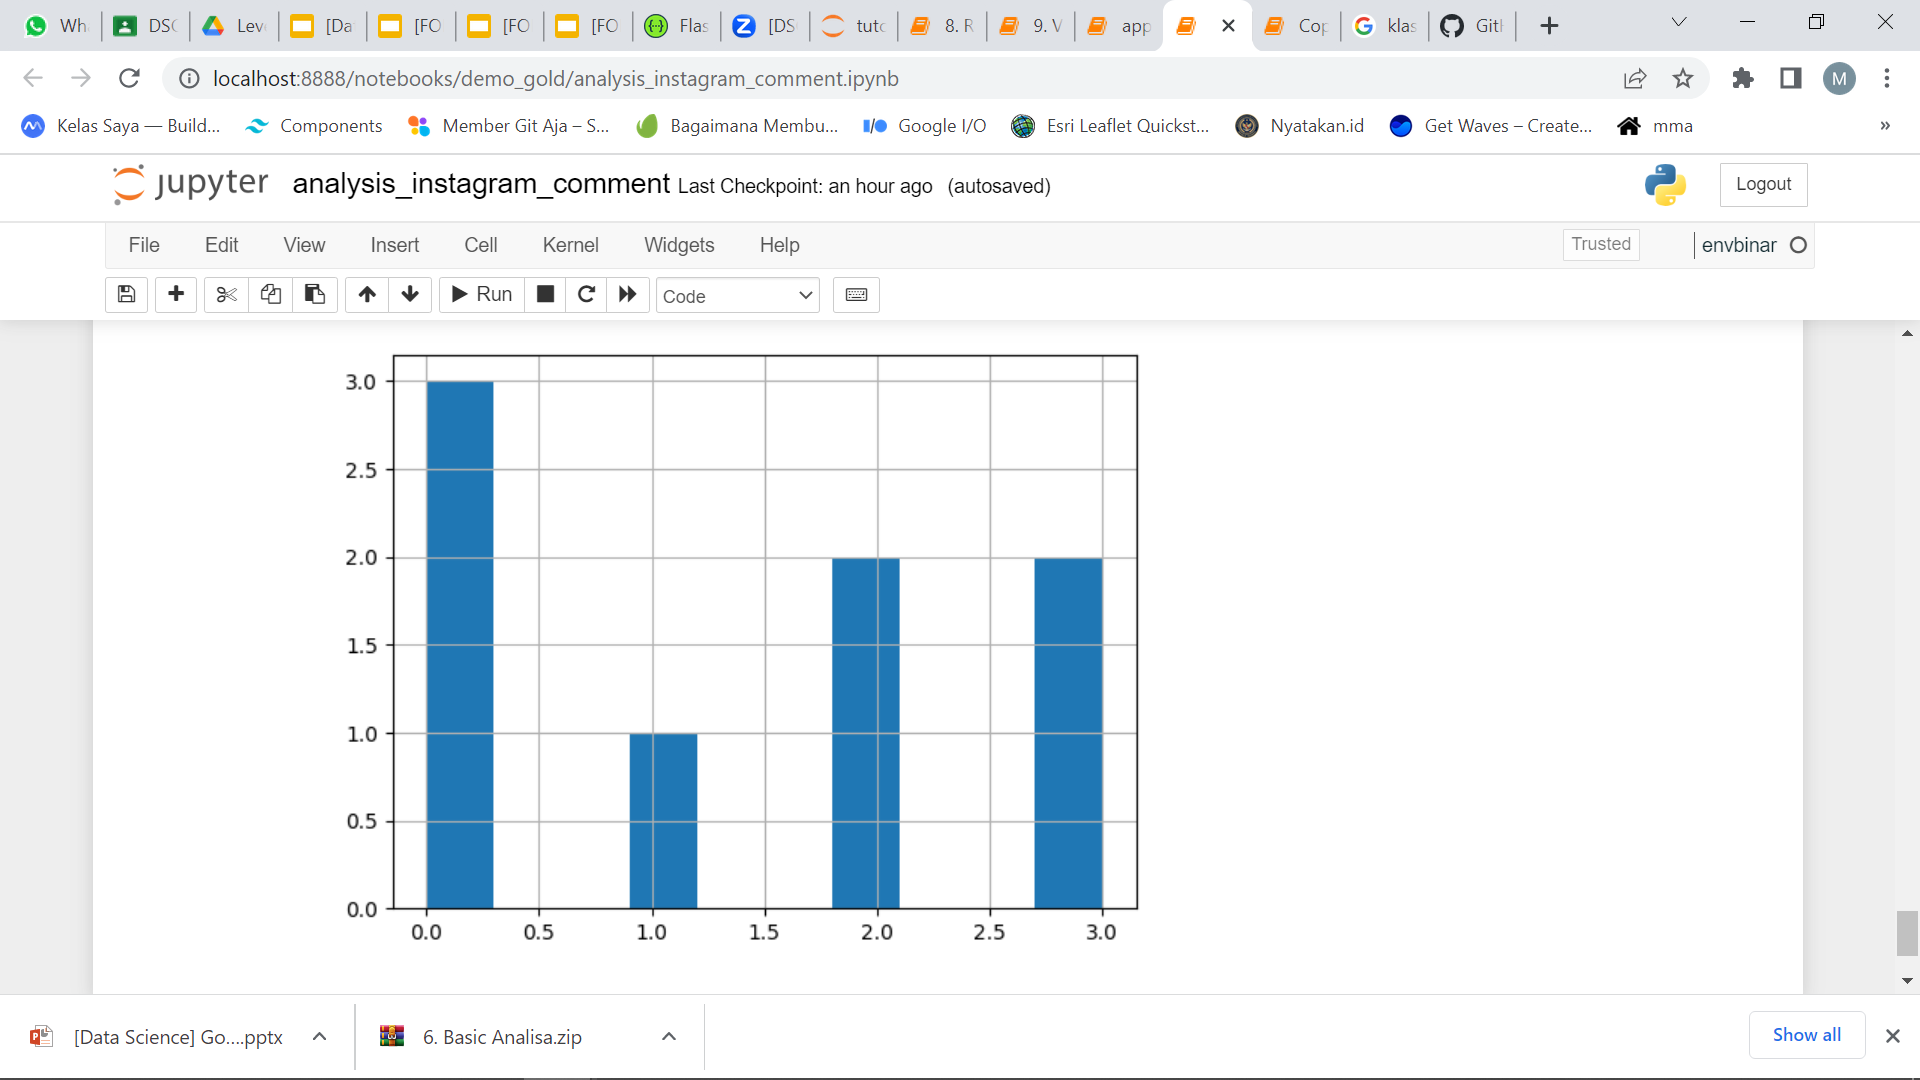 Wh
DSC
Leve
[Da
[FO
[FO
[FO
Flas
[DS
tuto
8. R
9. V
app
Cop
klas
Gitl
localhost:8888/notebooks/demo_gold/analysis_instagram_comment.ipynb
M
Kelas Saya — Build...
Components
Member Git Aja – S...
Bagaimana Membu...
I/O Google I/O
Esri Leaflet Quickst...
Nyatakan.id
Get Waves – Create...
mma
»
jupyter analysis_instagram_comment Last Checkpoint: an hour ago (autosaved)
Logout
File Edit View Insert Cell Kernel Widgets Help
Trusted
envbinar
Run
Code
3.0
2.5
2.0
1.5
1.0
0.5
0.0
0.0 0.5 1.0 1.5 2.0 2.5 3.0
[Data Science] Go....pptx
6. Basic Analisa.zip
Show all